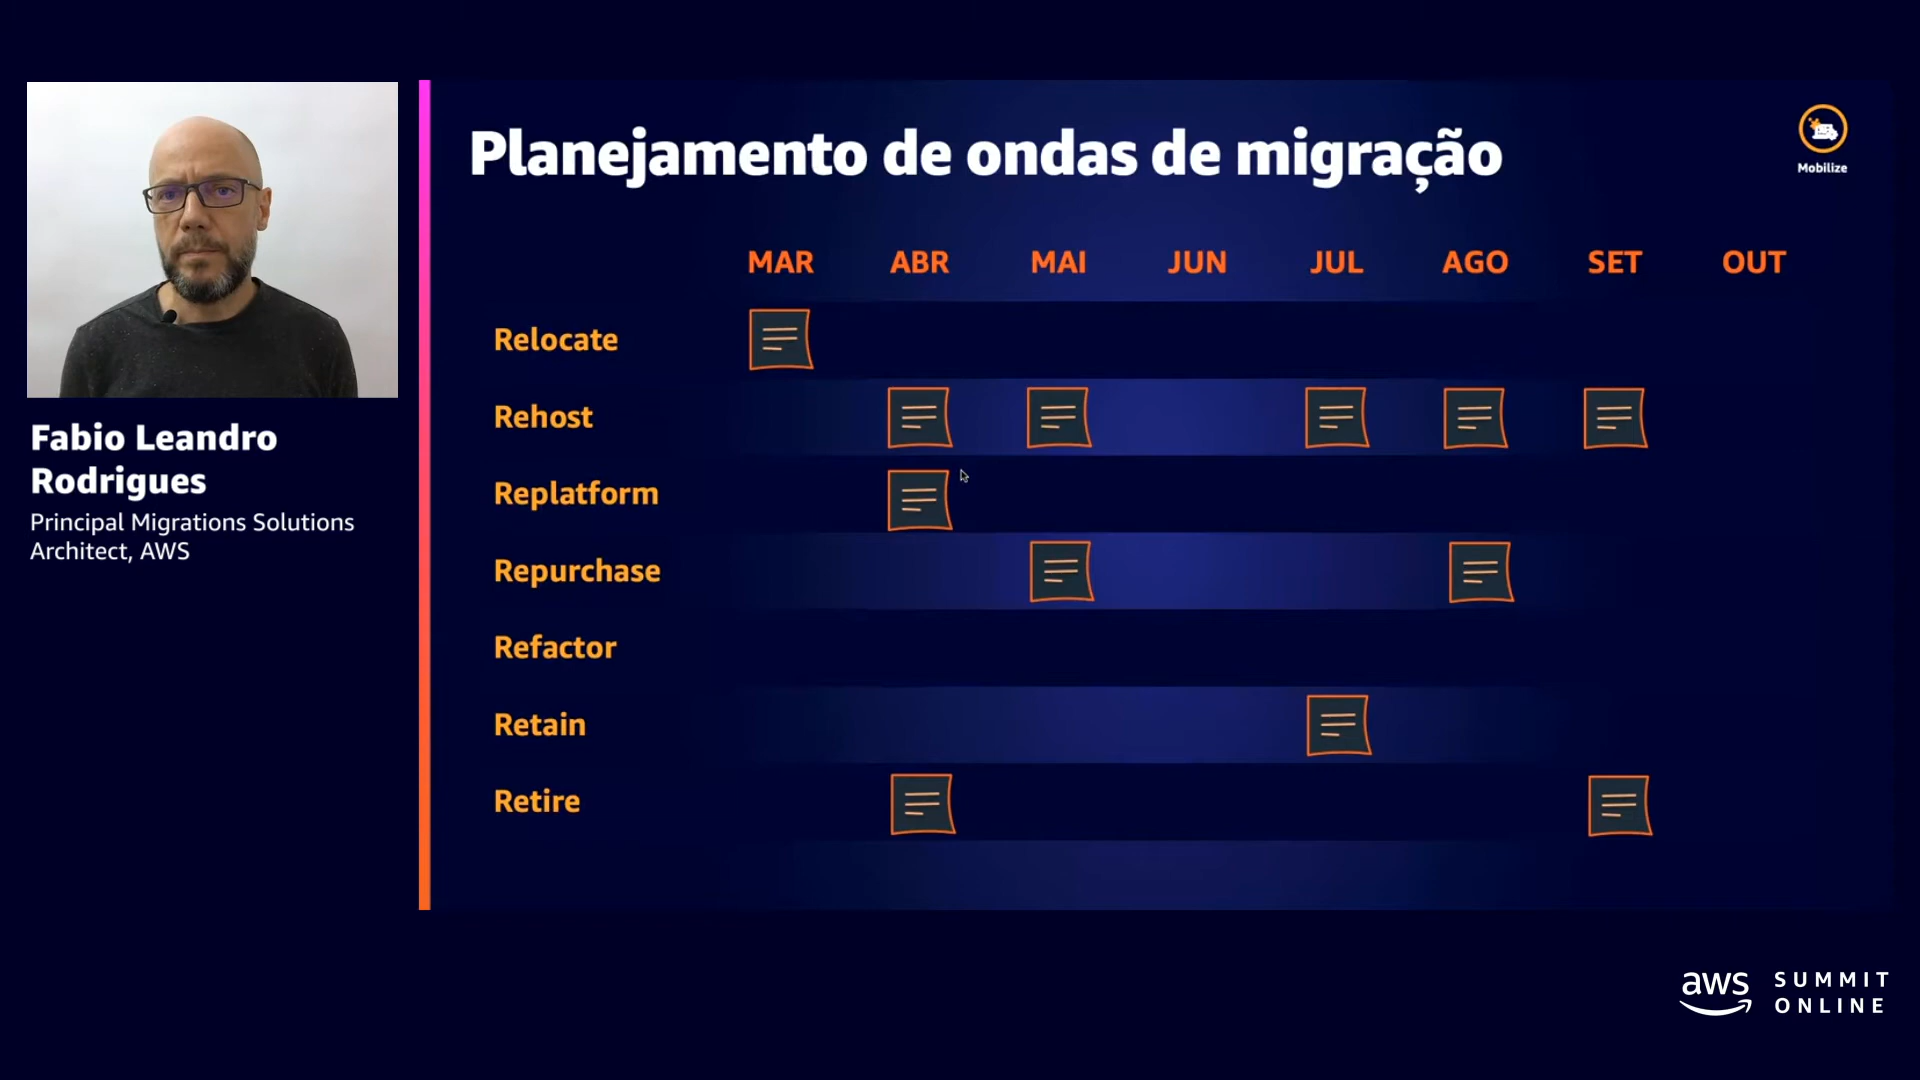 Fabio Leandro
Rodrigues
Principal Migrations Solutions
Architect, AWS
Planejamento de ondas de migração
Mobilize
MAR ABR MAI JUN JUL AGO SET OUT
Relocate
Rehost
Replatform
Repurchase
Refactor
Retain
Retire
aws SUMMIT
ONLINE